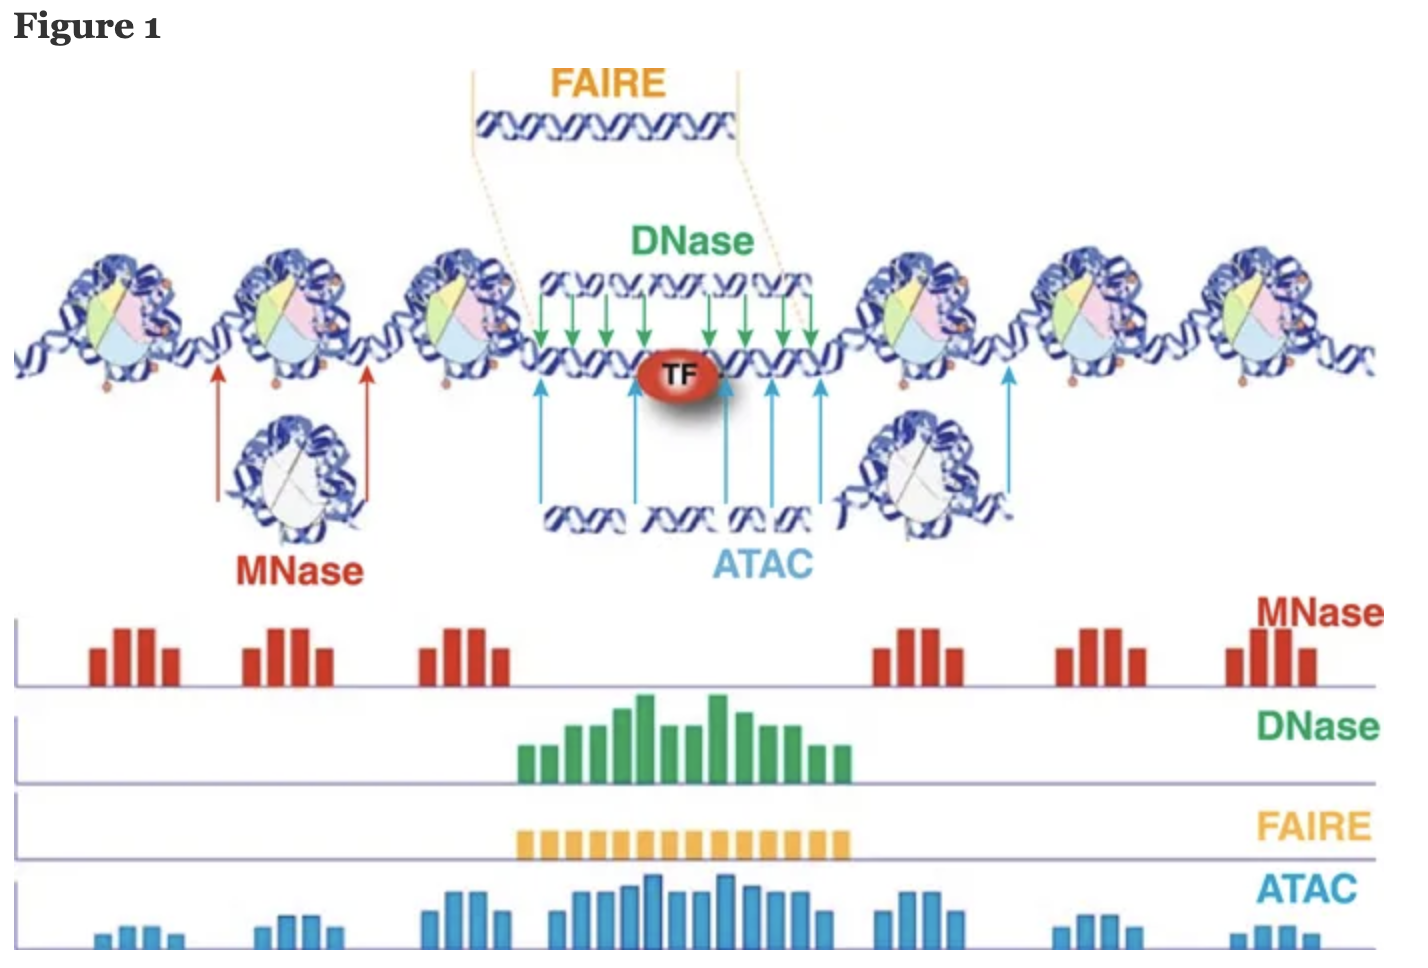 Figure 1
FAIRE
DNase
TF
MNase
ATAC
MNase
DNase
FAIRE
ATAC